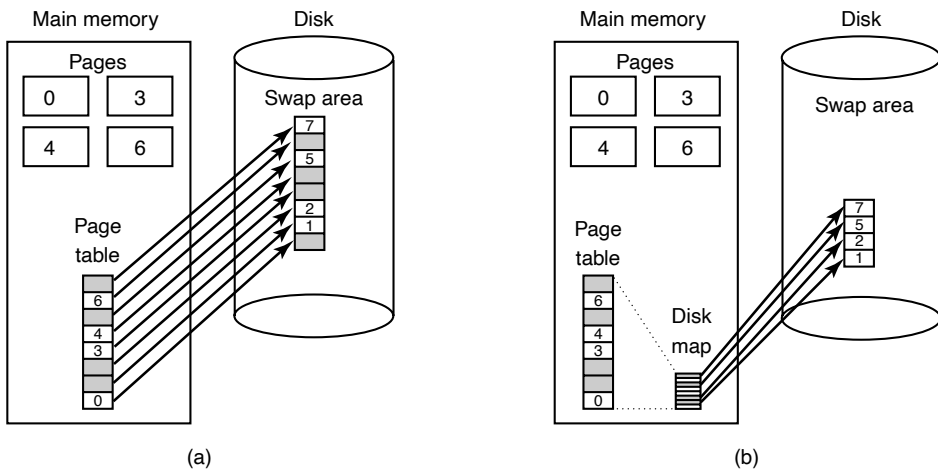 Main memory
Disk
Pages
0 3
4 6
Swap area
7
5
2
1
Page
table
6
4
3
0
(a)
Main memory
Disk
Pages
0 3
4 6
Swap area
7
5
2
1
Page
table
6
4
3
0
Disk
map
(b)